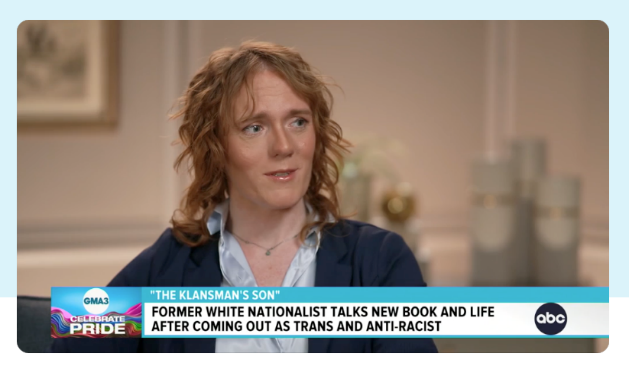 "THE KLANSMAN'S SON"
GMA3
CELEBRATE
PRIDE
FORMER WHITE NATIONALIST TALKS NEW BOOK AND LIFE
AFTER COMING OUT AS TRANS AND ANTI-RACIST
abc